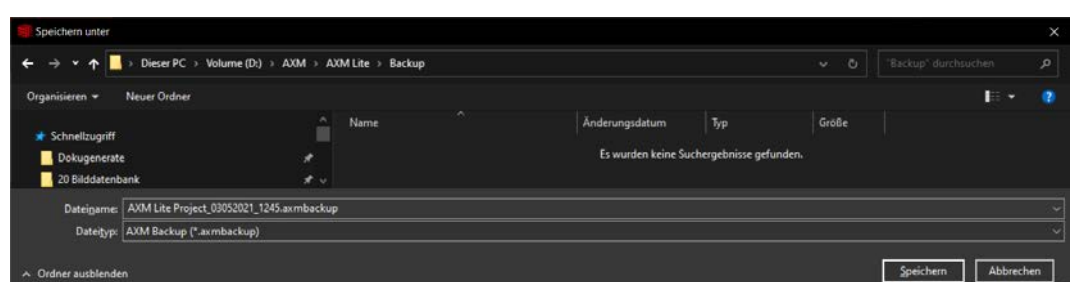 Speichern unter
Dieser PC > Volume (D:) > AXM > AXM Lite > Backup
"Backup" durchsuchen
Organisieren Neuer Ordner
Name Änderungsdatum Typ Größe
Schnellzugriff
Es wurden keine Suchergebnisse gefunden.
Dokugenerate
20 Bilddatenbank
Dateiname: AXM Lite Project_03052021_1245.axmbackup
Dateityp: AXM Backup (*.axmbackup)
Ordner ausblenden Speichern Abbrechen